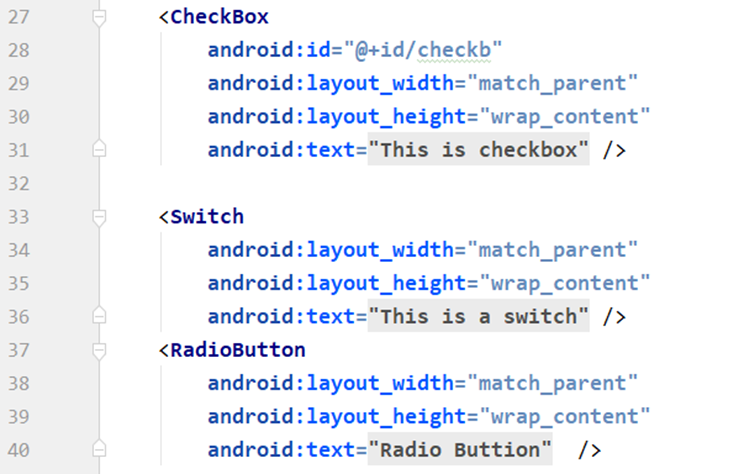 27 <CheckBox
28 android:id="@+id/checkb"
29 android:layout_width="match_parent"
30 android:layout_height="wrap_content"
31 android:text="This is checkbox" />
32
33 <Switch
34 android:layout_width="match_parent"
35 android:layout_height="wrap_content"
36 android:text="This is a switch" />
37 <RadioButton
38 android:layout_width="match_parent"
39 android:layout_height="wrap_content"
40 android:text="Radio Buttion"  />